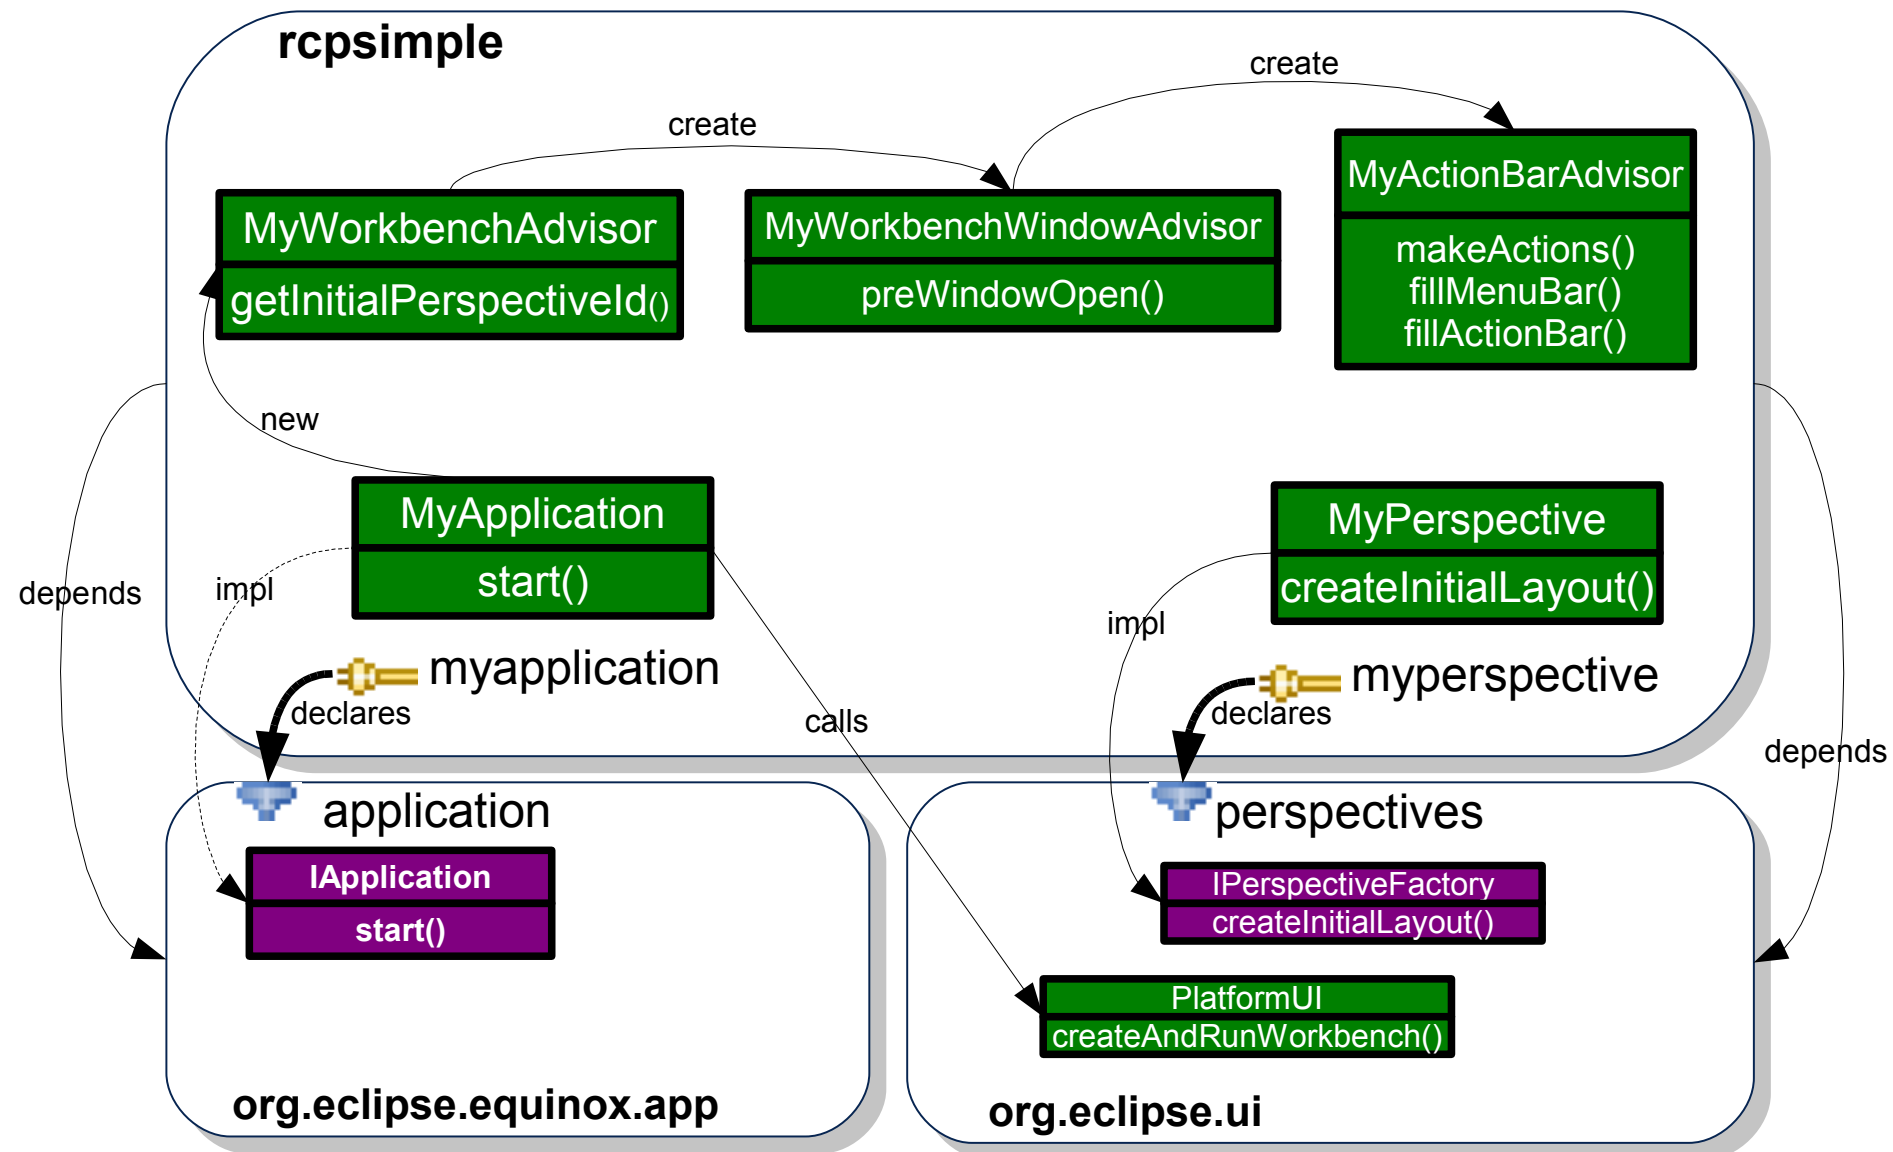 rcpsimple
create
create
MyActionBarAdvisor
makeActions()
fillMenuBar()
fillActionBar()
MyWorkbenchAdvisor
getInitialPerspectiveId()
MyWorkbenchWindowAdvisor
preWindowOpen()
new
MyApplication
start()
MyPerspective
createInitialLayout()
depends
impl
impl
myapplication
declares
myperspective
declares
calls
depends
application
IApplication
start()
org.eclipse.equinox.app
perspectives
IPerspectiveFactory
createInitialLayout()
PlatformUI
createAndRunWorkbench()
org.eclipse.ui